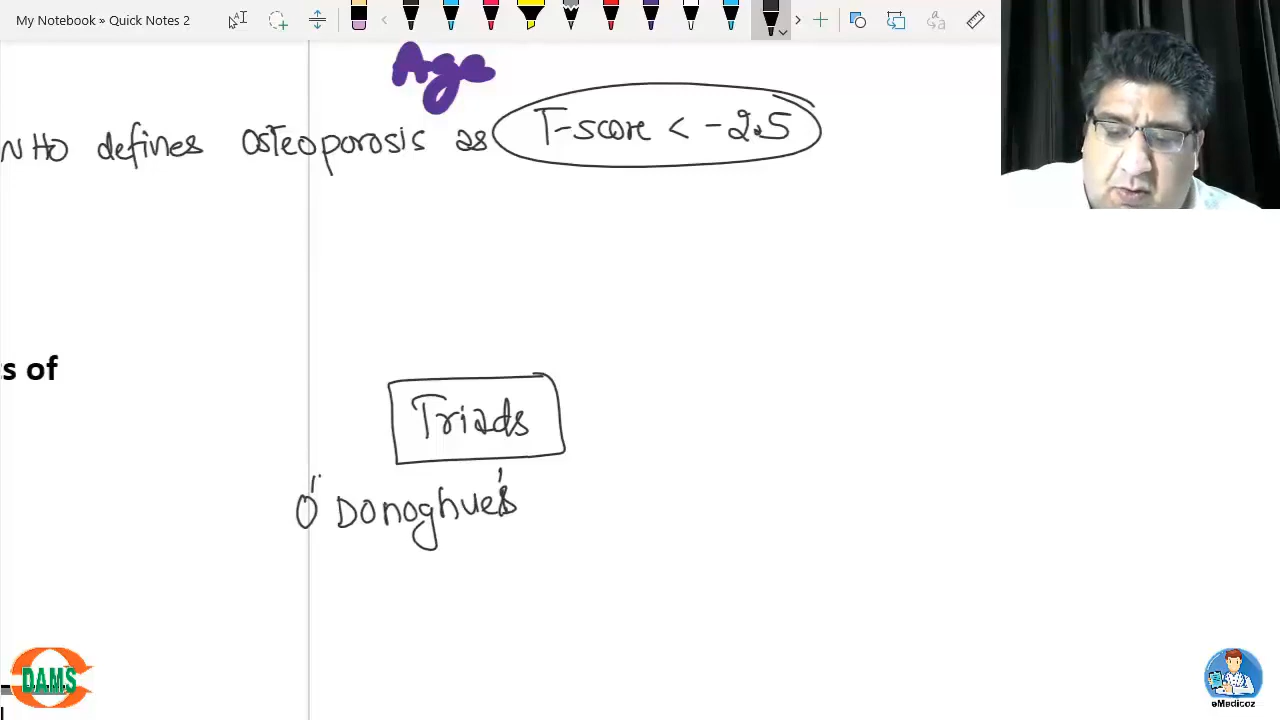 My Notebook » Quick Notes 2
Age
WHO defines Osteoporosis as T-score < -2.5
s of
Triads
O' Donoghue's
DAMS
eMedicoz